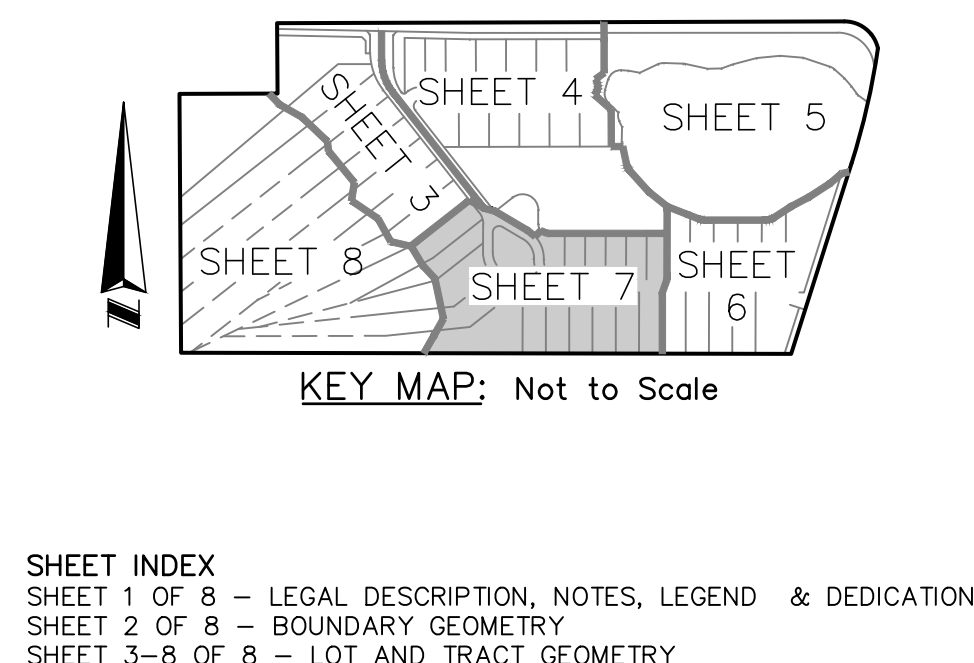 SHEET 3
SHEET 4
SHEET 5
SHEET 8
SHEET 7
SHEET
6
N
KEY MAP: Not to Scale
SHEET INDEX
SHEET 1 OF 8 – LEGAL DESCRIPTION, NOTES, LEGEND & DEDICATION
SHEET 2 OF 8 – BOUNDARY GEOMETRY
SHEET 3–8 OF 8 – LOT AND TRACT GEOMETRY